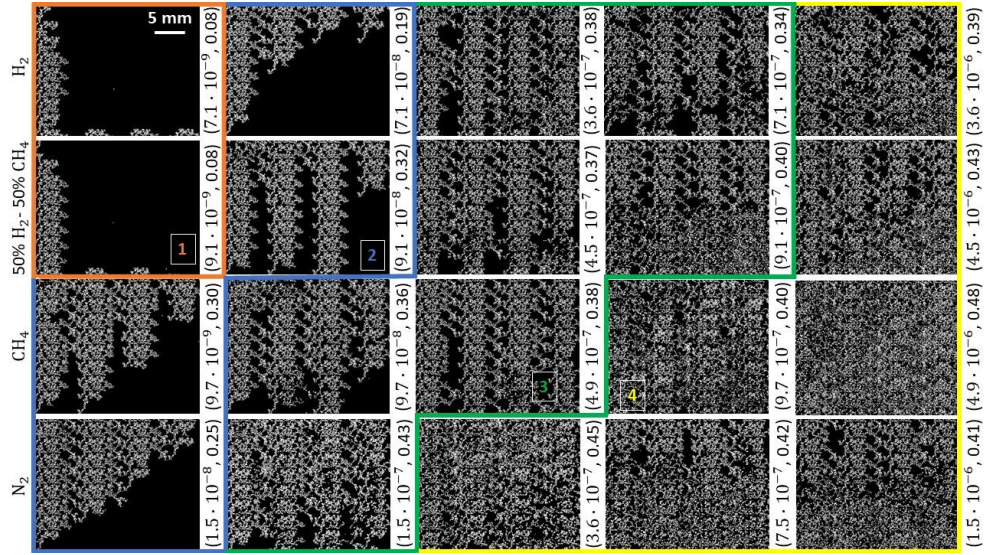 5 mm
H₂
(7.1 · 10⁻⁹, 0.08)
(7.1 · 10⁻⁸, 0.19)
(3.6 · 10⁻⁷, 0.38)
(7.1 · 10⁻⁷, 0.34)
(3.6 · 10⁻⁶, 0.39)
50% H₂ - 50% CH₄
1
(9.1 · 10⁻⁹, 0.08)
2
(9.1 · 10⁻⁸, 0.32)
(4.5 · 10⁻⁷, 0.37)
(9.1 · 10⁻⁷, 0.40)
(4.5 · 10⁻⁶, 0.43)
CH₄
(9.7 · 10⁻⁹, 0.30)
(9.7 · 10⁻⁸, 0.36)
3
(4.9 · 10⁻⁷, 0.38)
4
(9.7 · 10⁻⁷, 0.40)
(4.9 · 10⁻⁶, 0.48)
N₂
(1.5 · 10⁻⁸, 0.25)
(1.5 · 10⁻⁷, 0.43)
(3.6 · 10⁻⁷, 0.45)
(7.5 · 10⁻⁷, 0.42)
(1.5 · 10⁻⁶, 0.41)